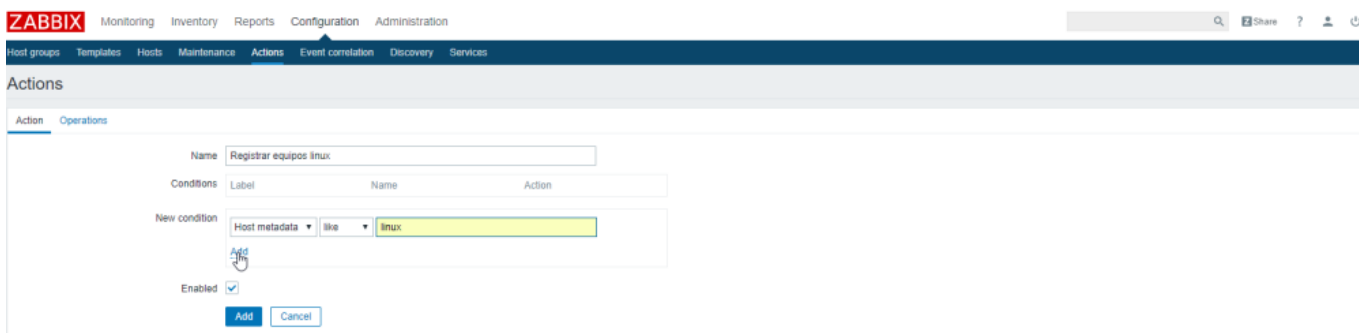 ZABBIX Monitoring Inventory Reports Configuration Administration Z Share ?
Host groups Templates Hosts Maintenance Actions Event correlation Discovery Services
Actions
Action Operations
Name Registrar equipos linux
Conditions Label Name Action
New condition
Host metadata like linux
Add
Enabled
Add Cancel